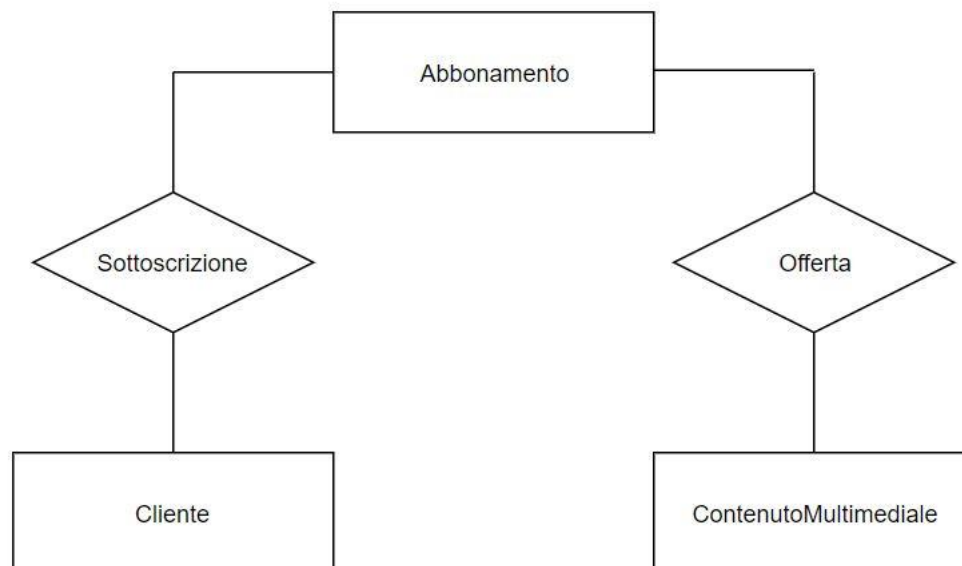 Abbonamento
Sottoscrizione
Offerta
Cliente
ContenutoMultimediale